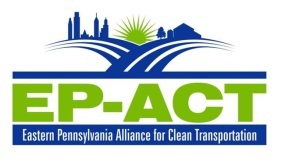 EP-ACT
Eastern Pennsylvania Alliance for Clean Transportation